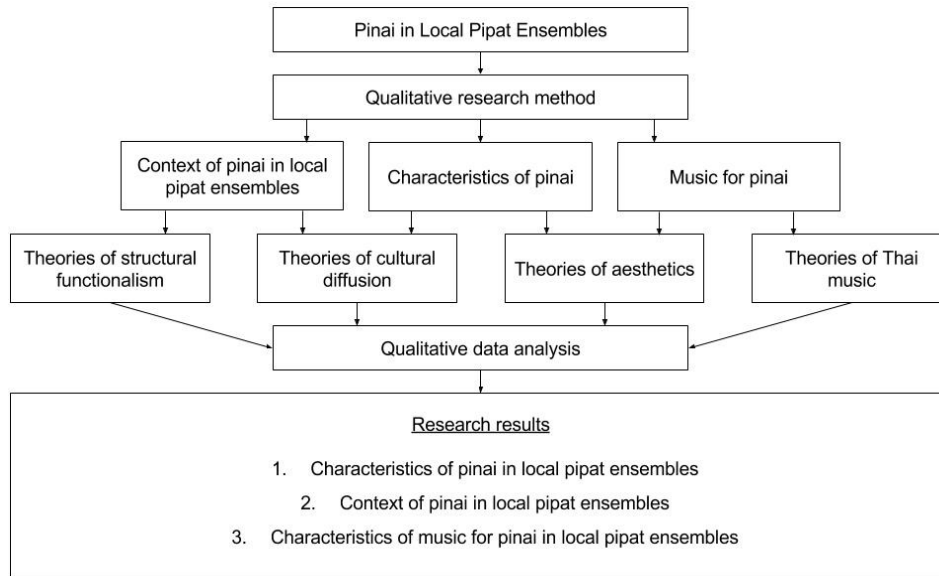 Pinai in Local Pipat Ensembles
Qualitative research method
Context of pinai in local
pipat ensembles
Characteristics of pinai
Music for pinai
Theories of structural
functionalism
Theories of cultural
diffusion
Theories of aesthetics
Theories of Thai
music
Qualitative data analysis
Research results
1. Characteristics of pinai in local pipat ensembles
2. Context of pinai in local pipat ensembles
3. Characteristics of music for pinai in local pipat ensembles